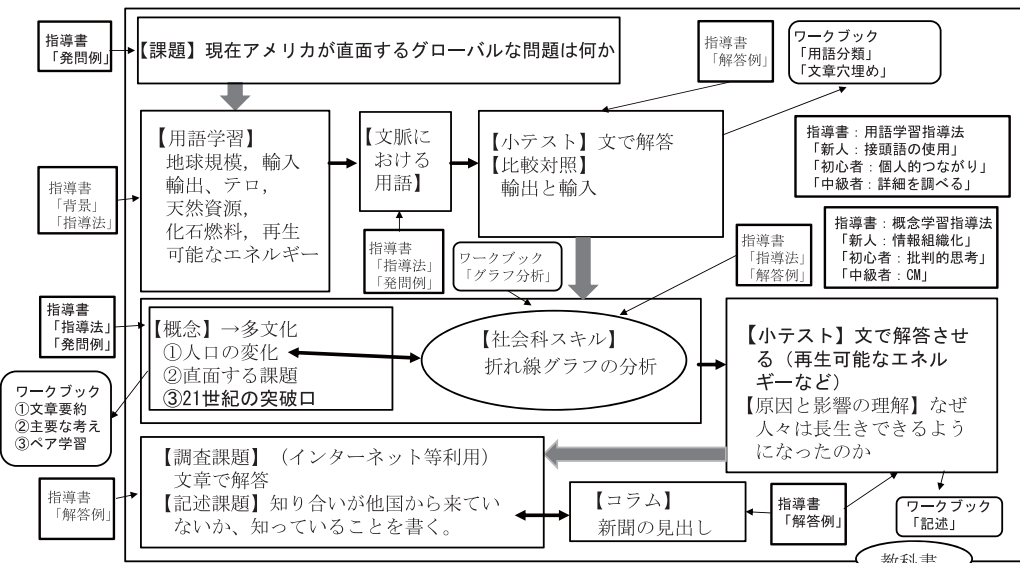 指導書
「発問例」
【課題】現在アメリカが直面するグローバルな問題は何か
指導書
「解答例」
ワークブック
「用語分類」
「文章穴埋め」
【用語学習】
地球規模，輸入
輸出、テロ，
天然資源，
化石燃料，再生
可能なエネルギー
【文脈に
おける
用語】
【小テスト】文で解答
【比較対照】
輸出と輸入
指導書：用語学習指導法
「新人：接頭語の使用」
「初心者：個人的つながり」
「中級者：詳細を調べる」
指導書
「背景」
「指導法」
指導書
「指導法」
「発問例」
ワークブック
「グラフ分析」
指導書
「指導法」
「解答例」
指導書：概念学習指導法
「新人：情報組織化」
「初心者：批判的思考」
「中級者：CM」
指導書
「指導法」
「発問例」
【概念】→多文化
①人口の変化
②直面する課題
③21世紀の突破口
【社会科スキル】
折れ線グラフの分析
【小テスト】文で解答させ
る（再生可能なエネル
ギーなど）
【原因と影響の理解】なぜ
人々は長生きできるよう
になったのか
ワークブック
①文章要約
②主要な考え
③ペア学習
指導書
「解答例」
【調査課題】（インターネット等利用）
文章で解答
【記述課題】知り合いが他国から来てい
ないか、知っていることを書く。
【コラム】
新聞の見出し
指導書
「解答例」
ワークブック
「記述」
教科書